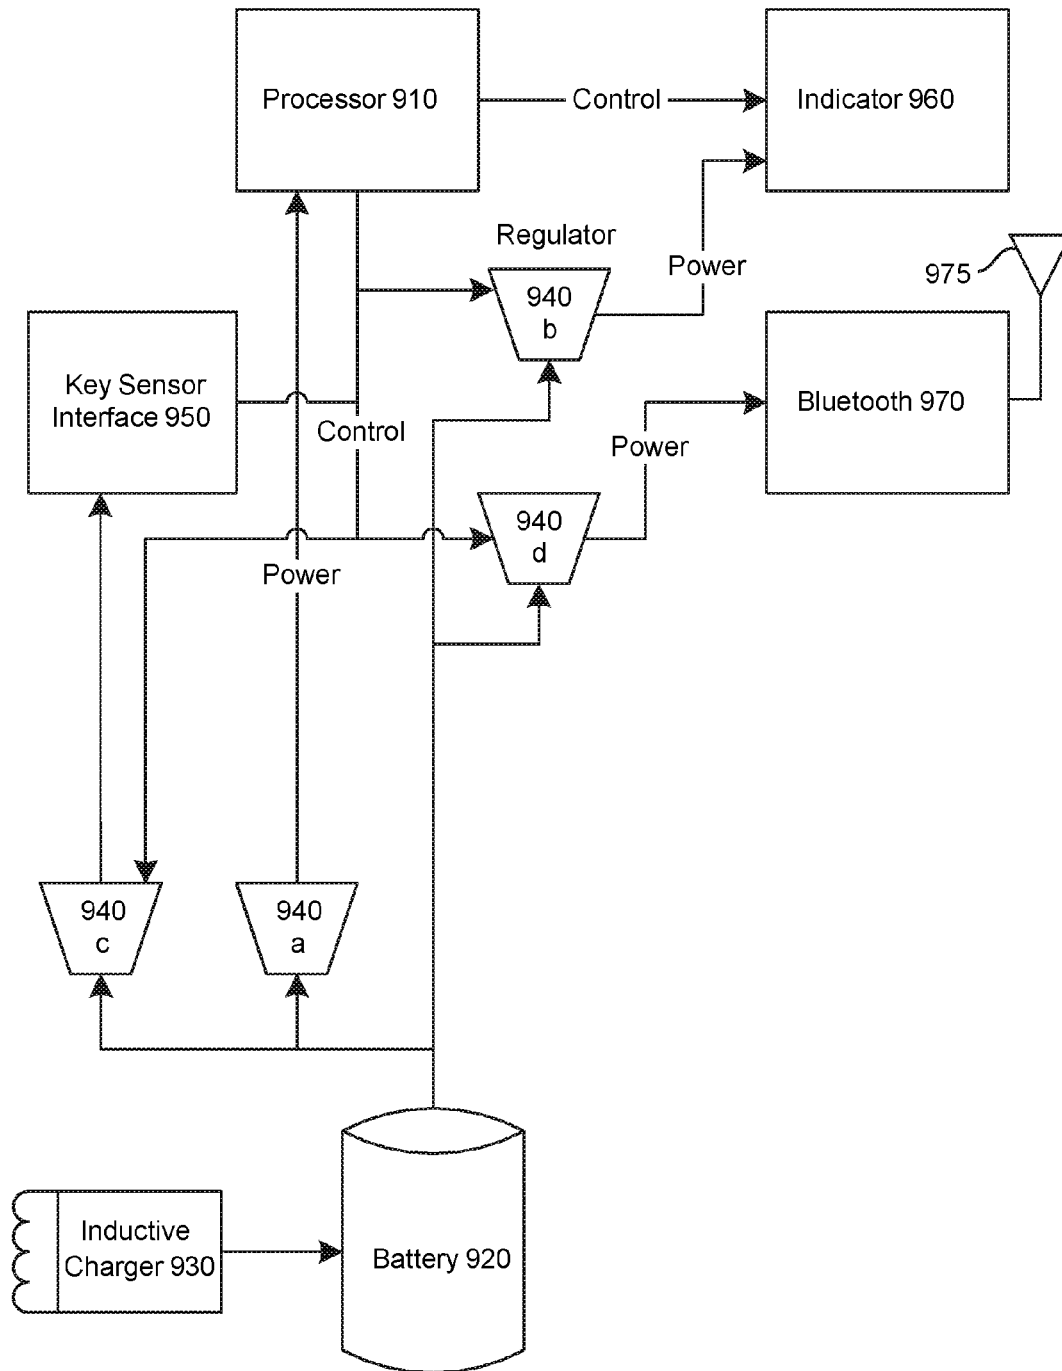 Processor 910
Control
Indicator 960
Regulator
940
b
Power
975
Key Sensor
Interface 950
Control
Power
Bluetooth 970
940
d
Power
940
c
940
a
Inductive
Charger 930
Battery 920